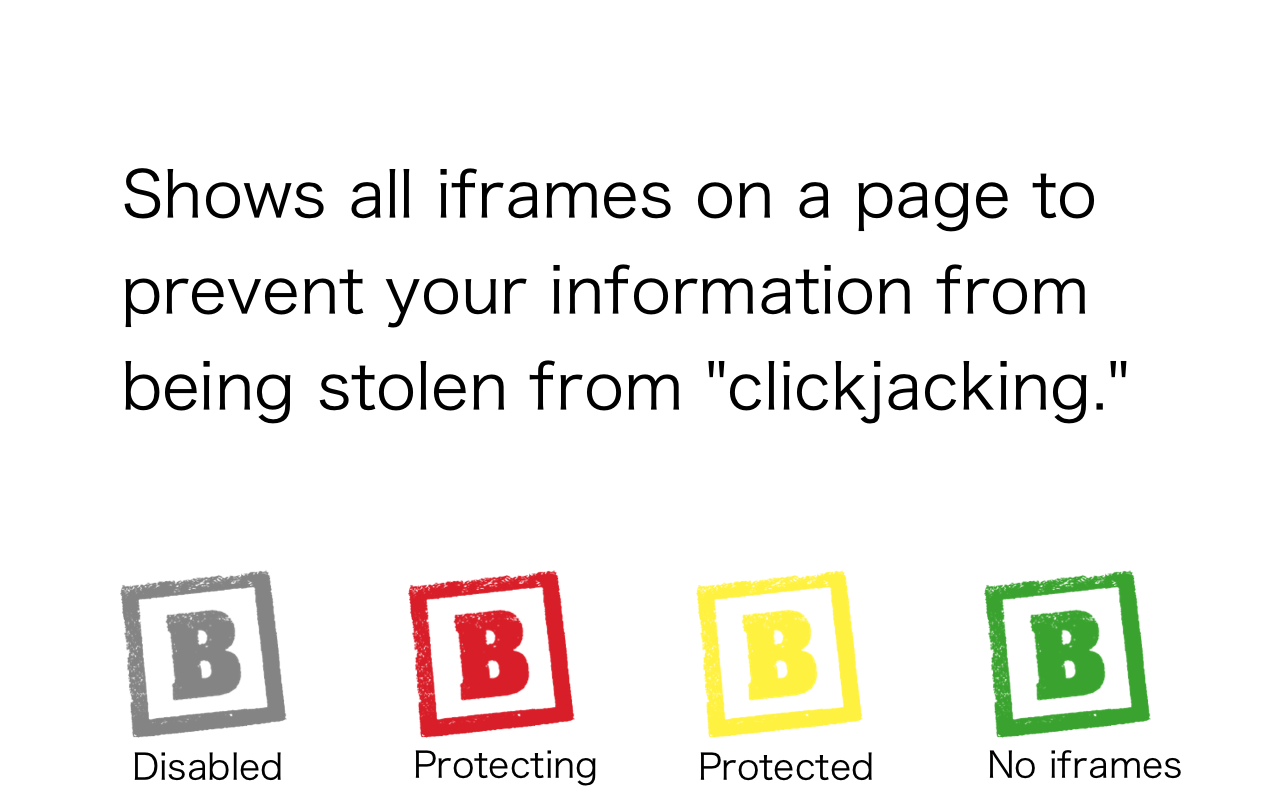 Shows all iframes on a page to
prevent your information from
being stolen from "clickjacking."
B B B B
Disabled Protecting Protected No iframes